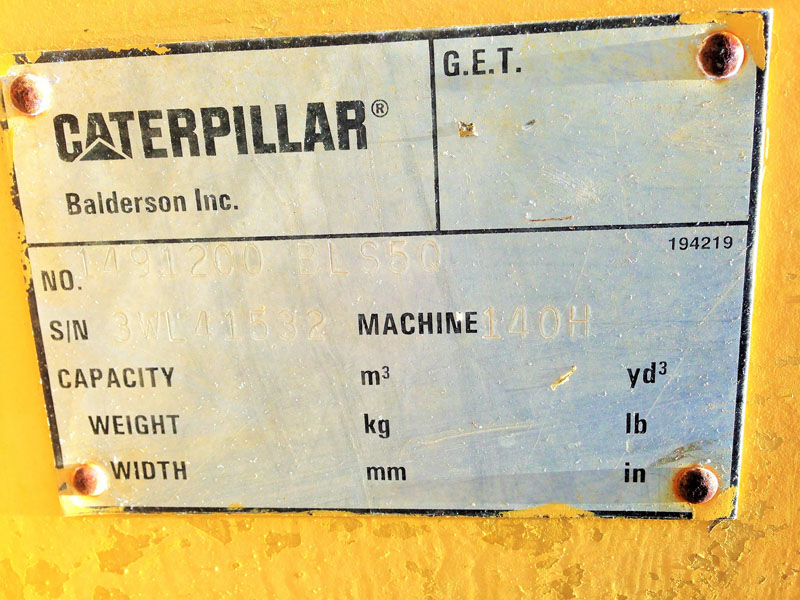 CATERPILLAR®
Balderson Inc.
G.E.T.
194219
NO. 1491200 BLS50
S/N 3WL41532 MACHINE 140H
CAPACITY m³ yd³
WEIGHT kg lb
WIDTH mm in